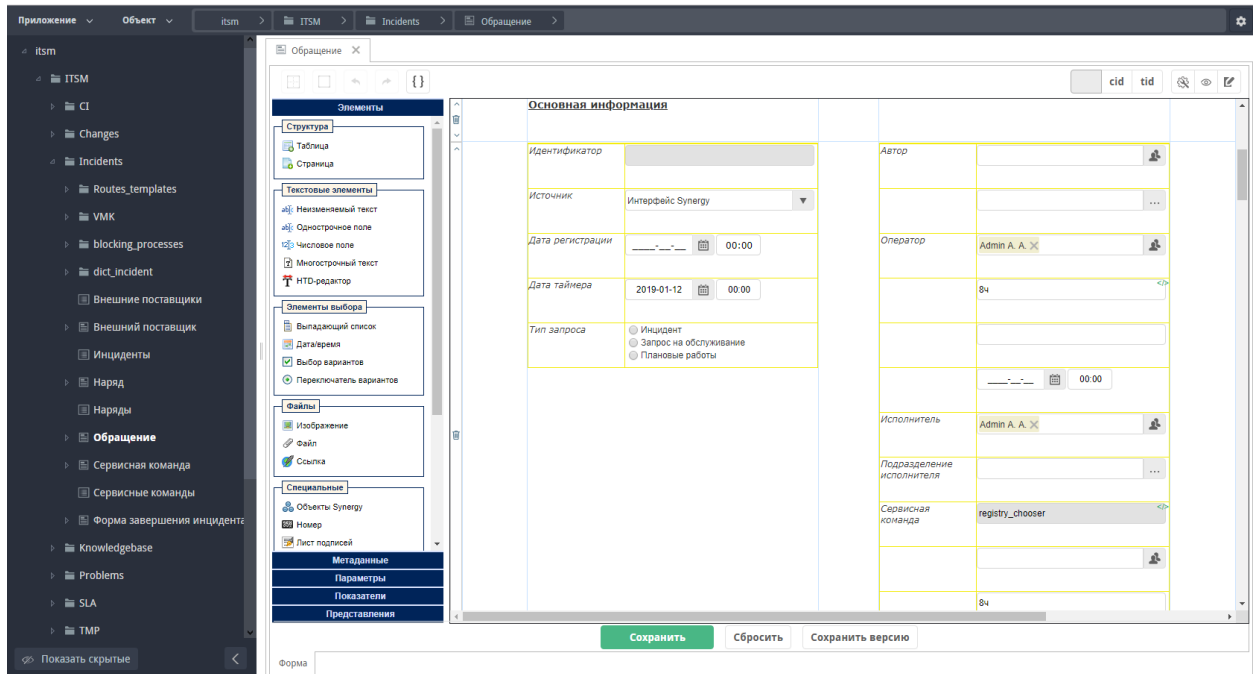 Приложение Объект itsm ITSM Incidents Обращение
itsm
ITSM
CI
Changes
Incidents
Routes_templates
VMK
blocking_processes
dict_incident
Внешние поставщики
Внешний поставщик
Инциденты
Наряд
Наряды
Обращение
Сервисная команда
Сервисные команды
Форма завершения инцидента
Knowledgebase
Problems
SLA
TMP
Показать скрытые
Обращение
{} cid tid
Элементы
Структура
Таблица
Страница
Текстовые элементы
Неизменяемый текст
Однострочное поле
Числовое поле
Многострочный текст
HTD-редактор
Элементы выбора
Выпадающий список
Дата/время
Выбор вариантов
Переключатель вариантов
Файлы
Изображение
Файл
Ссылка
Специальные
Объекты Synergy
Номер
Лист подписей
Метаданные
Параметры
Показатели
Представления
Основная информация
Идентификатор
Источник Интерфейс Synergy
Дата регистрации ____-__-__ 00:00
Дата таймера 2019-01-12 00:00
Тип запроса
Инцидент
Запрос на обслуживание
Плановые работы
Автор
...
Оператор Admin A. A.
8ч </>
____-__-__ 00:00
Исполнитель Admin A. A.
Подразделение
исполнителя ...
Сервисная
команда registry_chooser </>
8ч
Сохранить Сбросить Сохранить версию
Форма